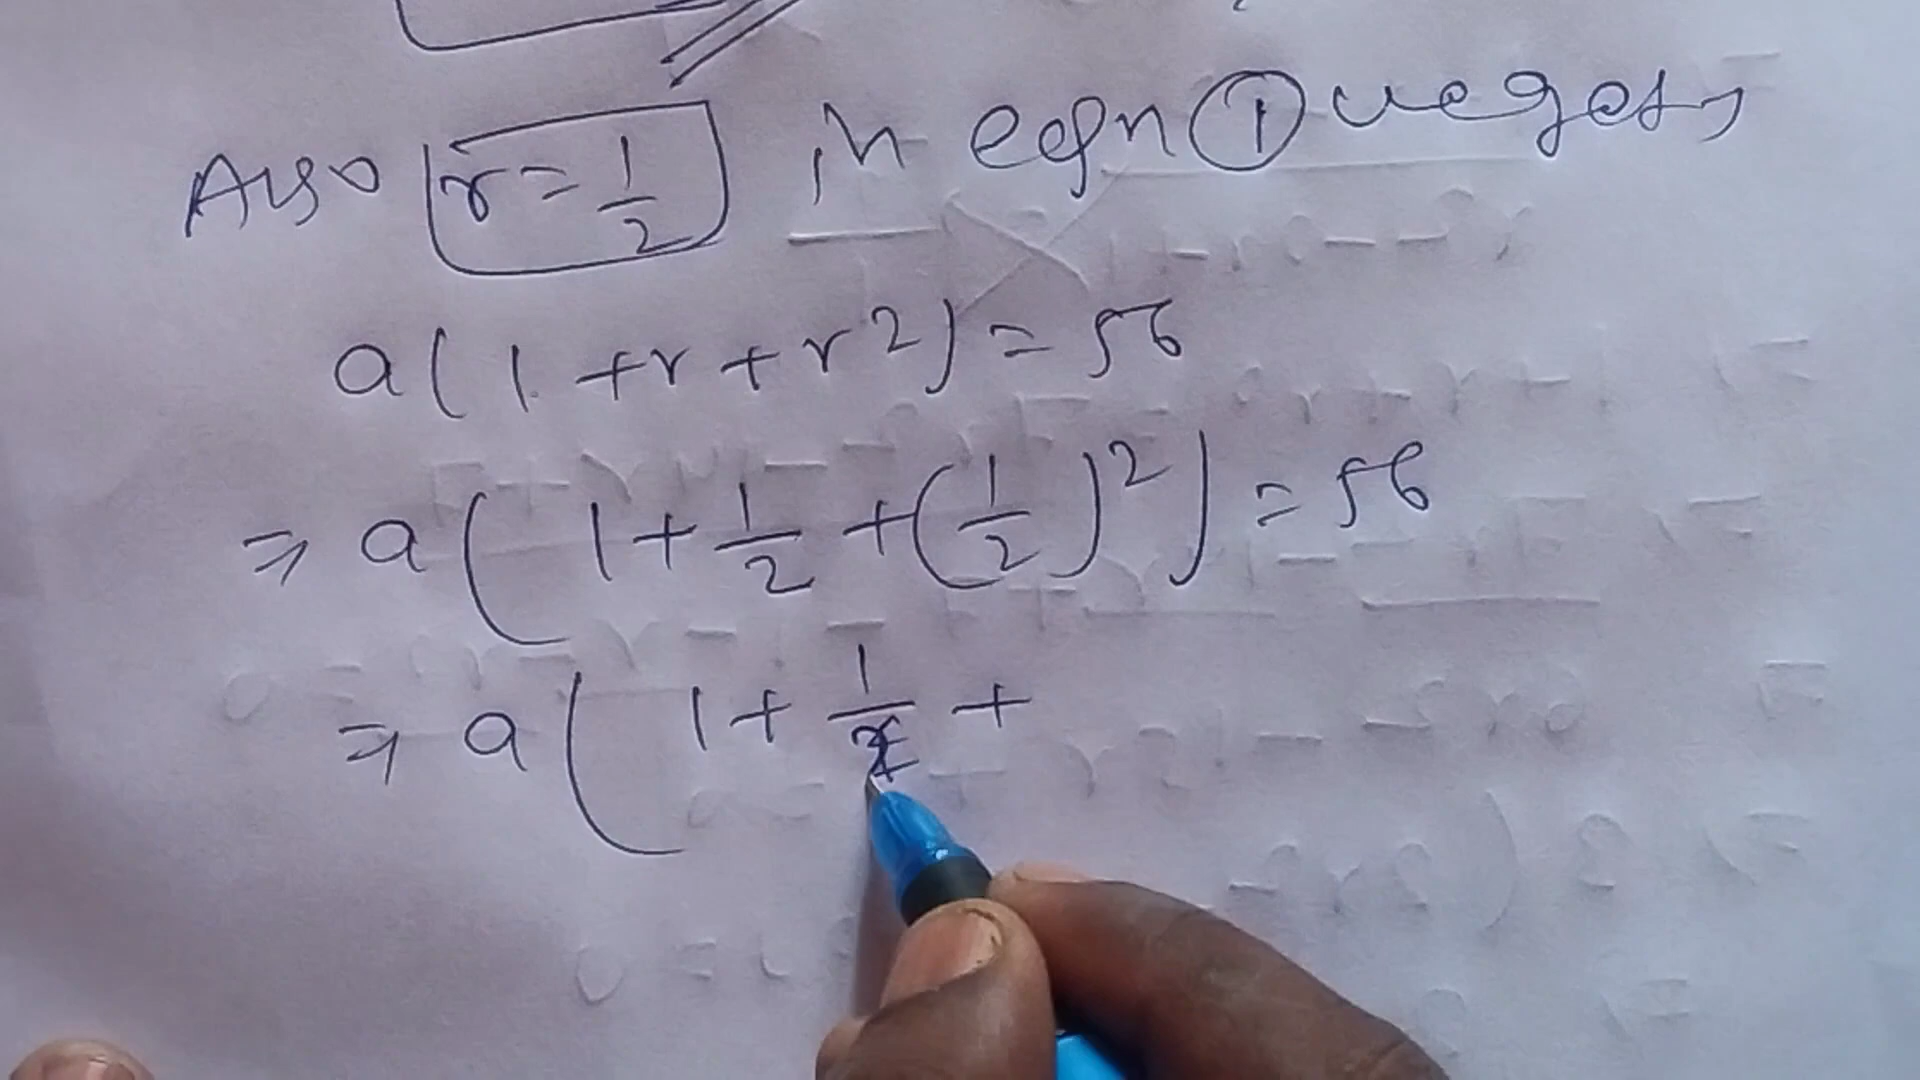 Also r = 1/2 in eqn ① we get,
a(1 + r + r²) = 56
⇒ a(1 + 1/2 + (1/2)²) = 56
⇒ a(1 + 1/2 +